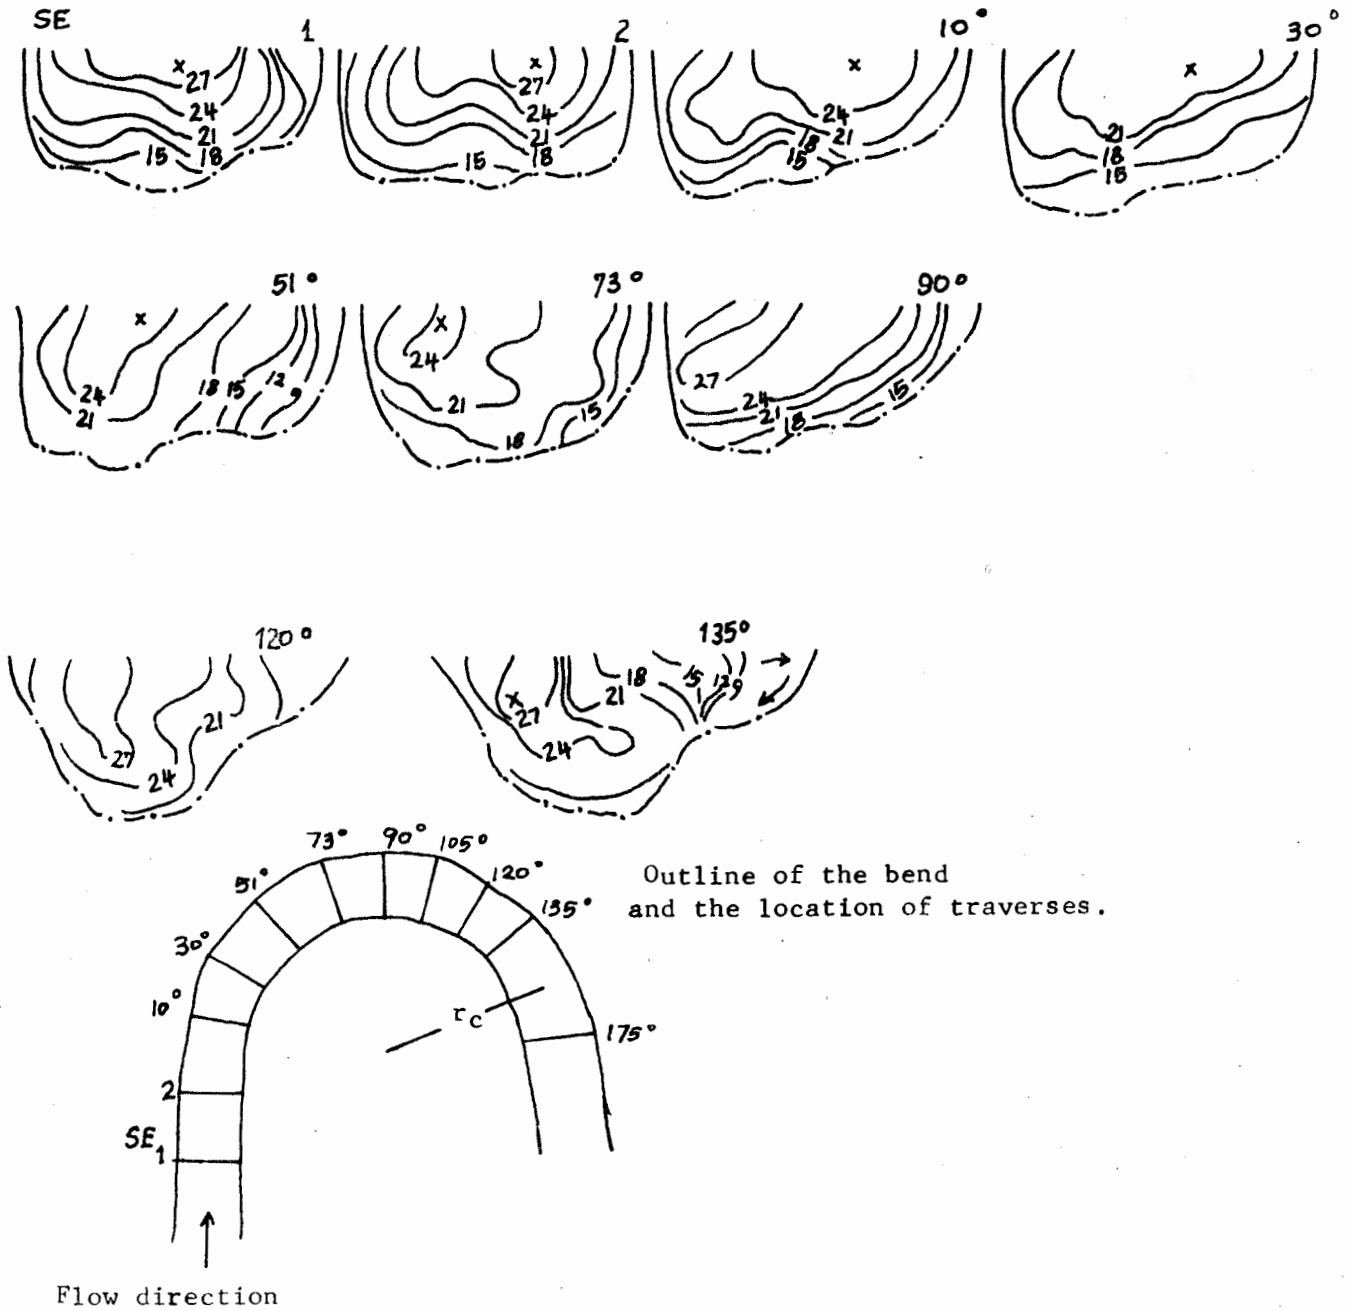 SE 1 2 10° 30°
x x x x
27 27
24 24 24
21 21 21 21
15 18 15 18 18 15 18 15
51° 73° 90°
x x
24 21 18 15 12 9
24 21 18 15
27 24 21 18 15
120° 135°
27 24 21
x 27 24 21 18 15 12 9
73° 90° 105°
51° 120°
30° 135°
10° 175°
2
SE 1
r c
Outline of the bend
and the location of traverses.
Flow direction